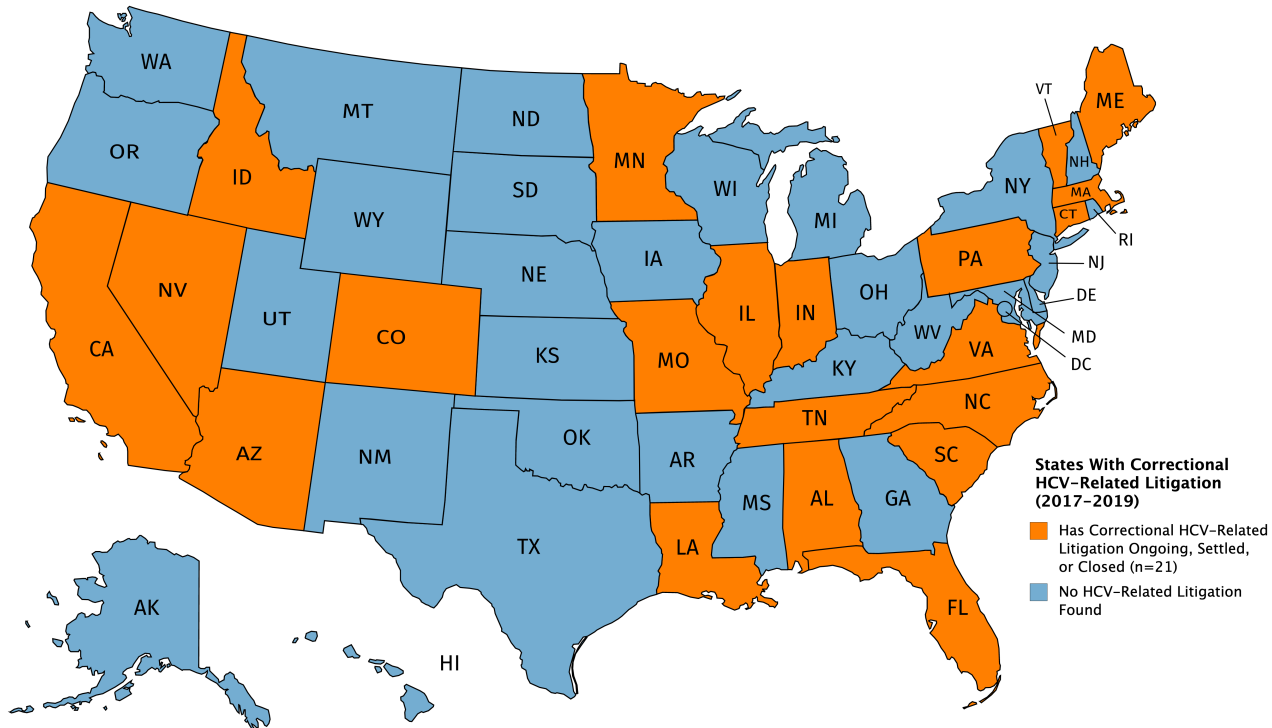 WA
MT
ND
MN
VT
ME
OR
ID
SD
WI
MI
NY
NH
MA
CT
RI
WY
NV
NE
IA
PA
NJ
UT
CO
IL
IN
OH
DE
MD
DC
CA
KS
MO
KY
WV
VA
AZ
NM
OK
AR
TN
NC
SC
MS
AL
GA
TX
LA
FL
AK
HI
States With Correctional
HCV-Related Litigation
(2017-2019)
Has Correctional HCV-Related
Litigation Ongoing, Settled,
or Closed (n=21)
No HCV-Related Litigation
Found